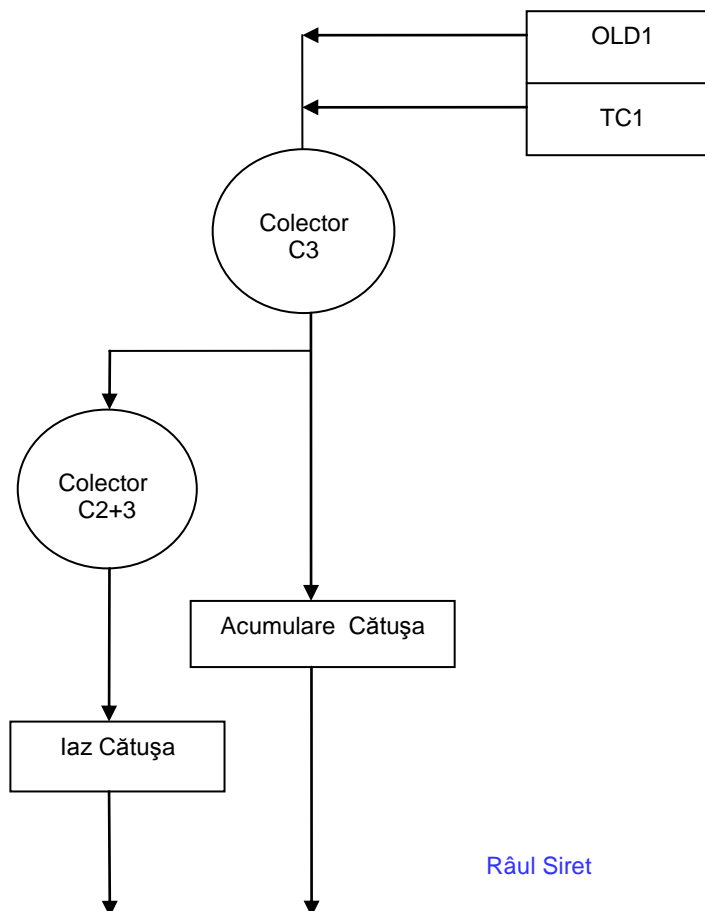 OLD1
TC1
Colector
C3
Colector
C2+3
Acumulare Cătuşa
Iaz Cătuşa
Râul Siret